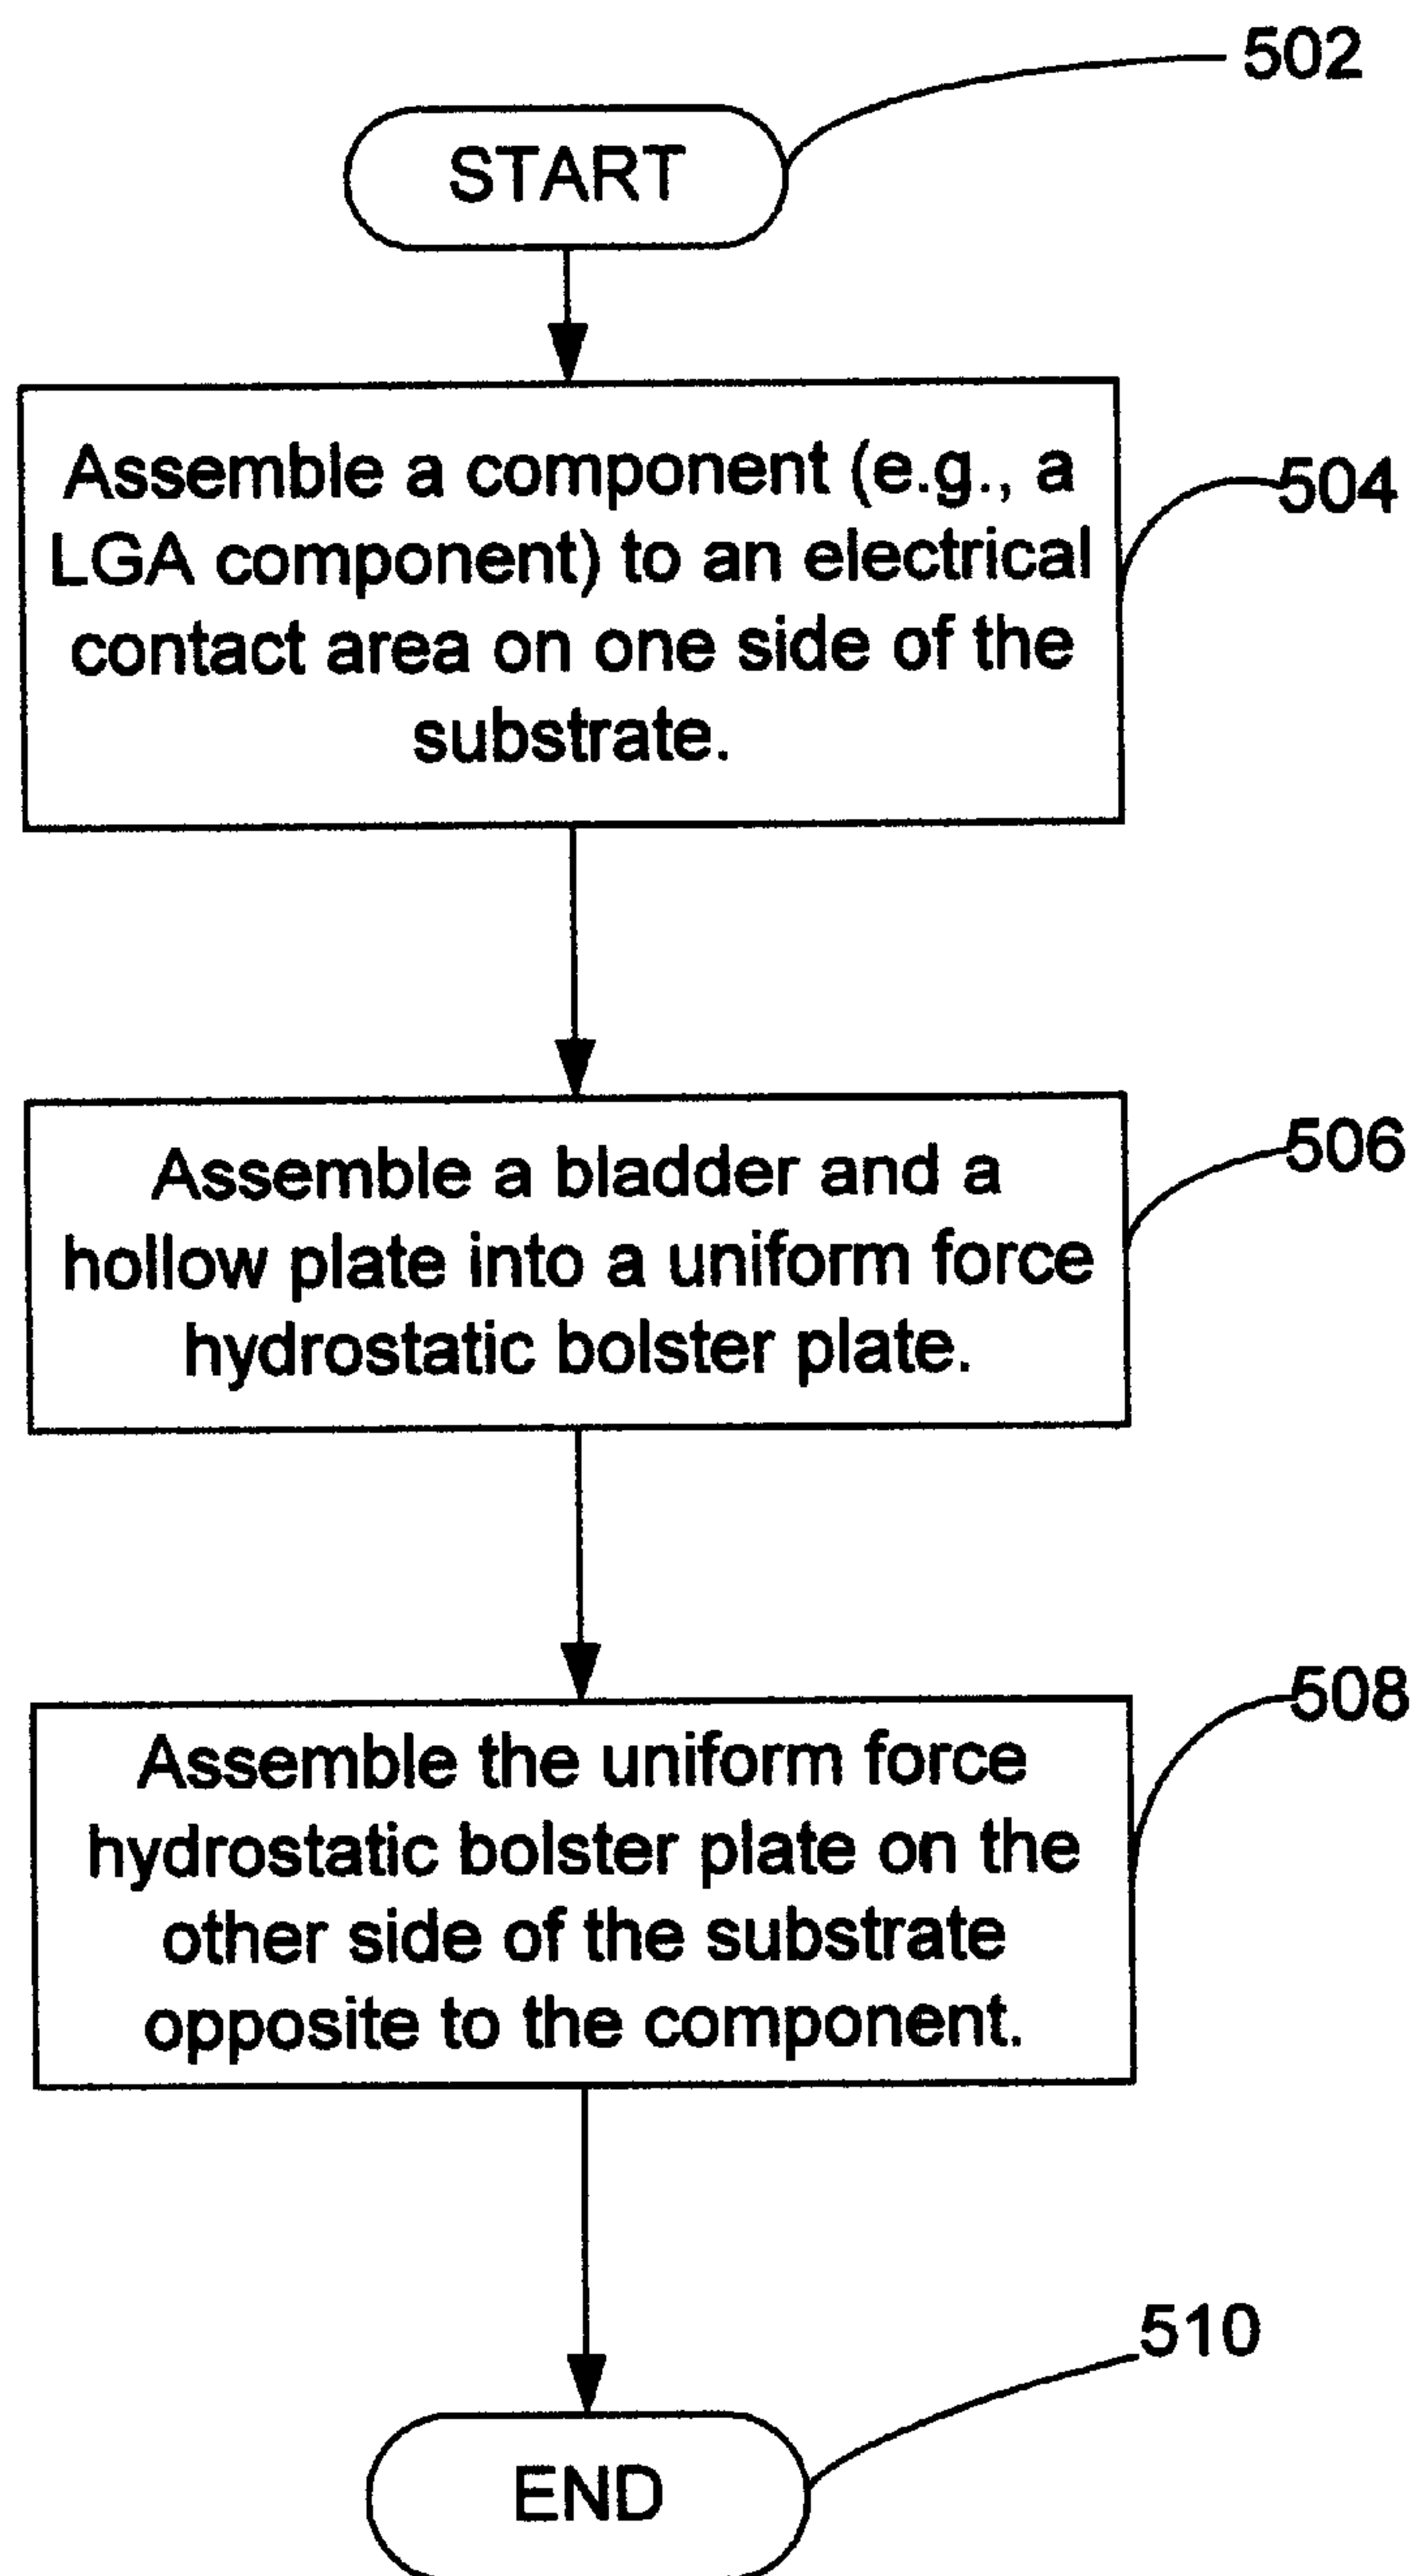 502
START
Assemble a component (e.g., a
LGA component) to an electrical
contact area on one side of the
substrate.
504
Assemble a bladder and a
hollow plate into a uniform force
hydrostatic bolster plate.
506
Assemble the uniform force
hydrostatic bolster plate on the
other side of the substrate
opposite to the component.
508
510
END